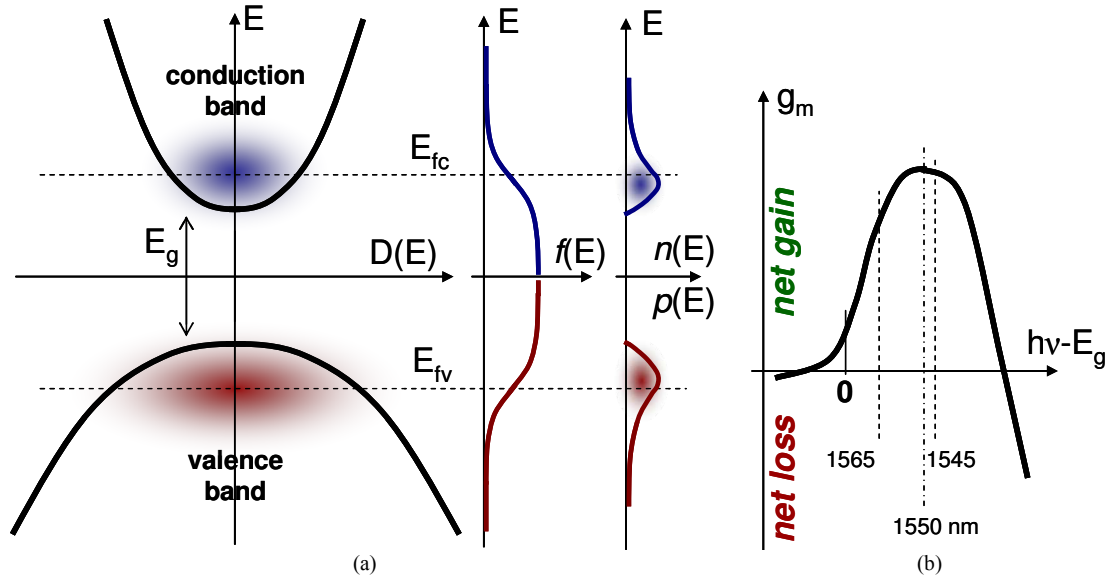 E
conduction
band
E_g
D(E)
E_fc
E_fv
valence
band
E
f(E)
E
n(E)
p(E)
(a)
g_m
net gain
net loss
hν-E_g
0
1565
1545
1550 nm
(b)